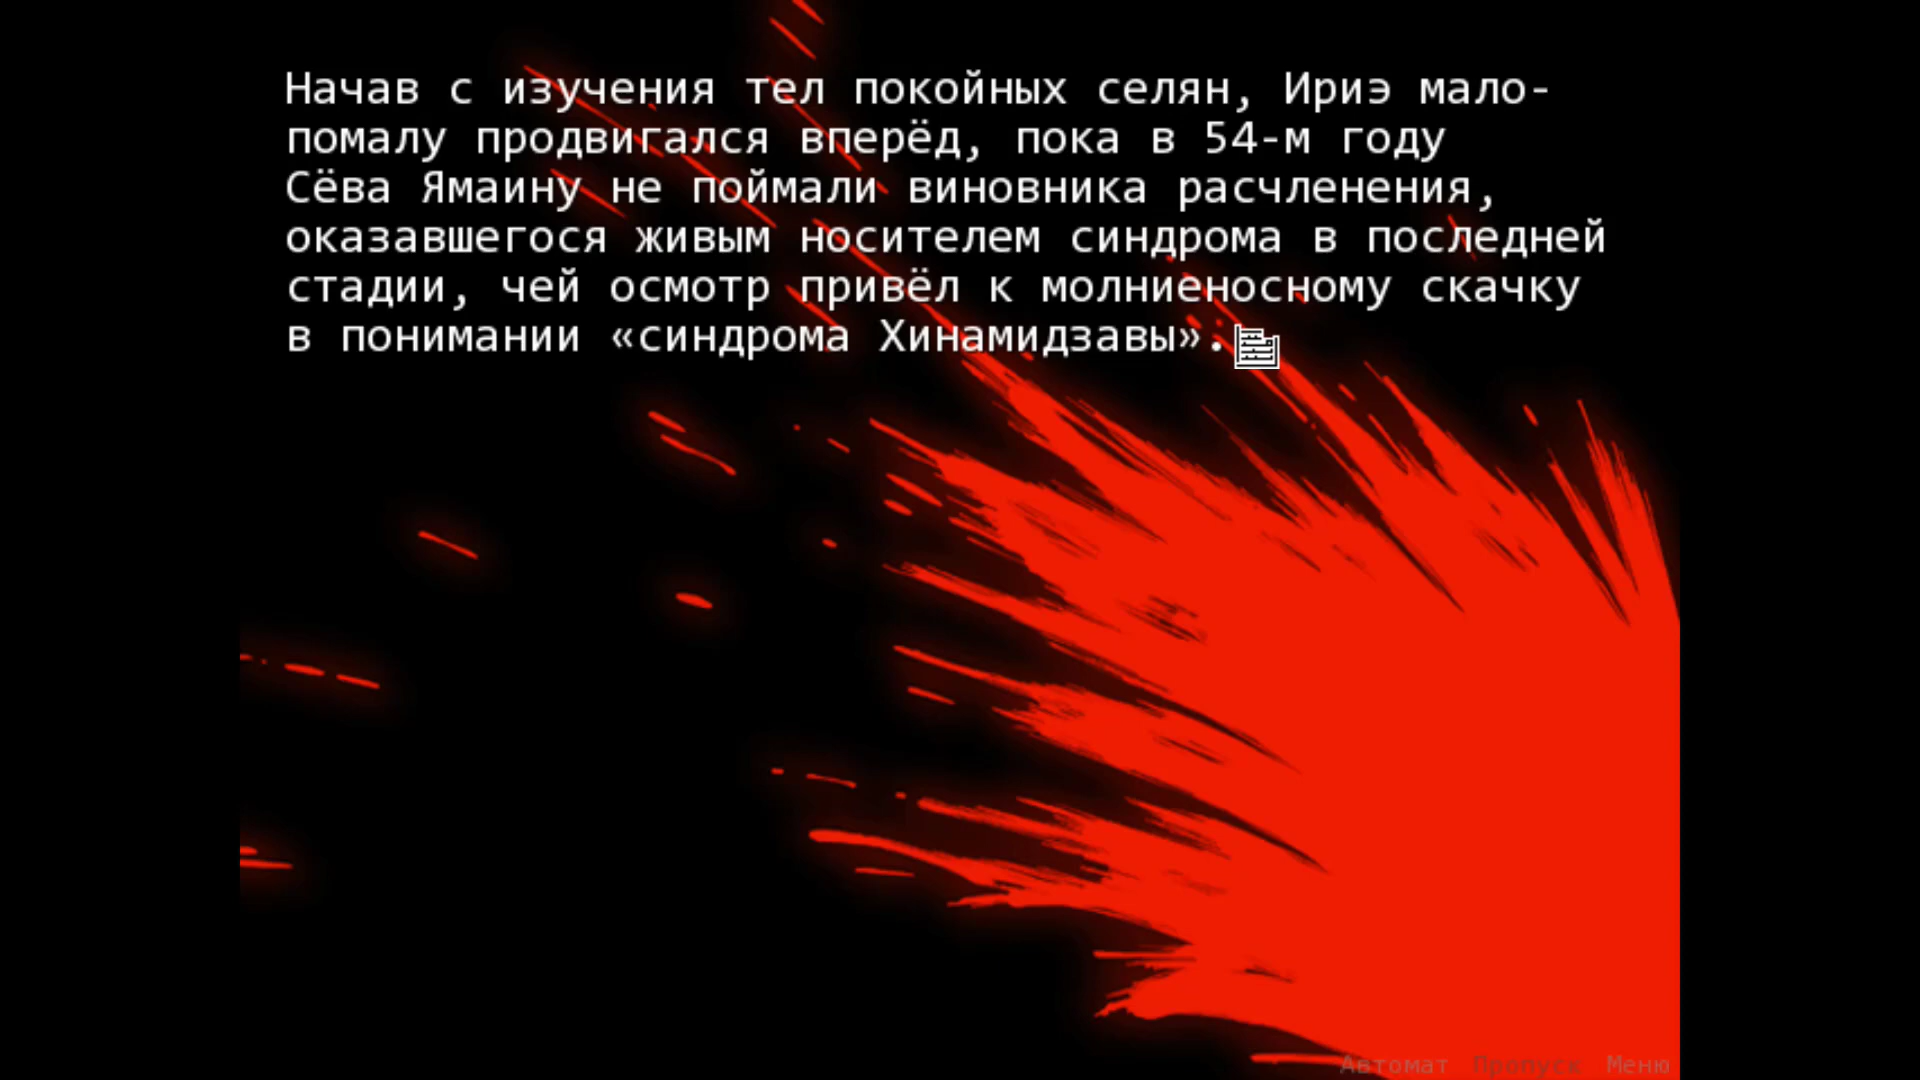 Начав с изучения тел покойных селян, Ириэ мало-
помалу продвигался вперёд, пока в 54-м году
Сёва Ямаину не поймали виновника расчленения,
оказавшегося живым носителем синдрома в последней
стадии, чей осмотр привёл к молниеносному скачку
в понимании «синдрома Хинамидзавы».
Автомат Пропуск Меню